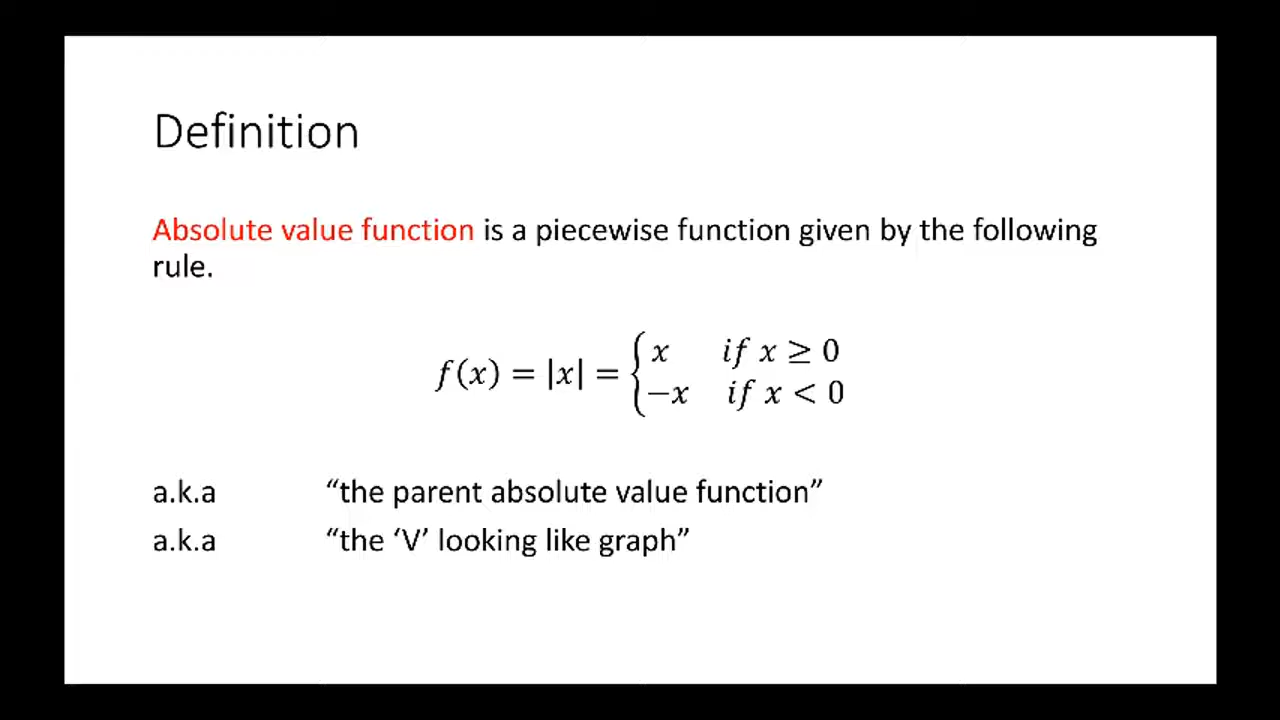 Definition
Absolute value function is a piecewise function given by the following
rule.
f(x) = |x| = { x if x ≥ 0
−x if x < 0
a.k.a “the parent absolute value function”
a.k.a “the ‘V’ looking like graph”